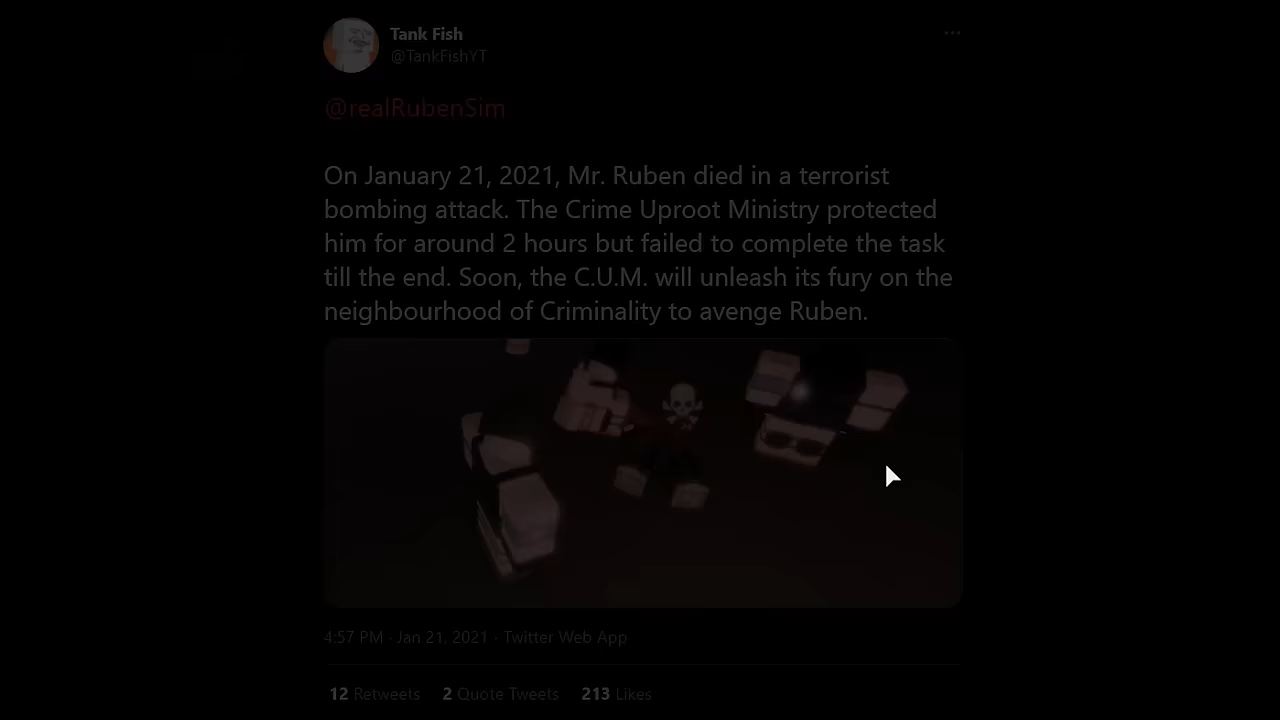 Tank Fish
@TankFishYT
@realRubenSim
On January 21, 2021, Mr. Ruben died in a terrorist
bombing attack. The Crime Uproot Ministry protected
him for around 2 hours but failed to complete the task
till the end. Soon, the C.U.M. will unleash its fury on the
neighbourhood of Criminality to avenge Ruben.
4:57 PM · Jan 21, 2021 · Twitter Web App
12 Retweets 2 Quote Tweets 213 Likes